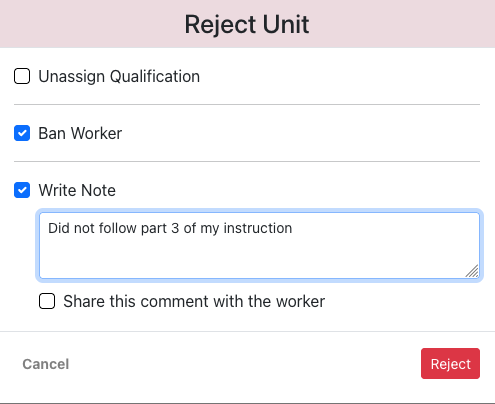 Reject Unit
Unassign Qualification
Ban Worker
Write Note
Did not follow part 3 of my instruction
Share this comment with the worker
Cancel
Reject